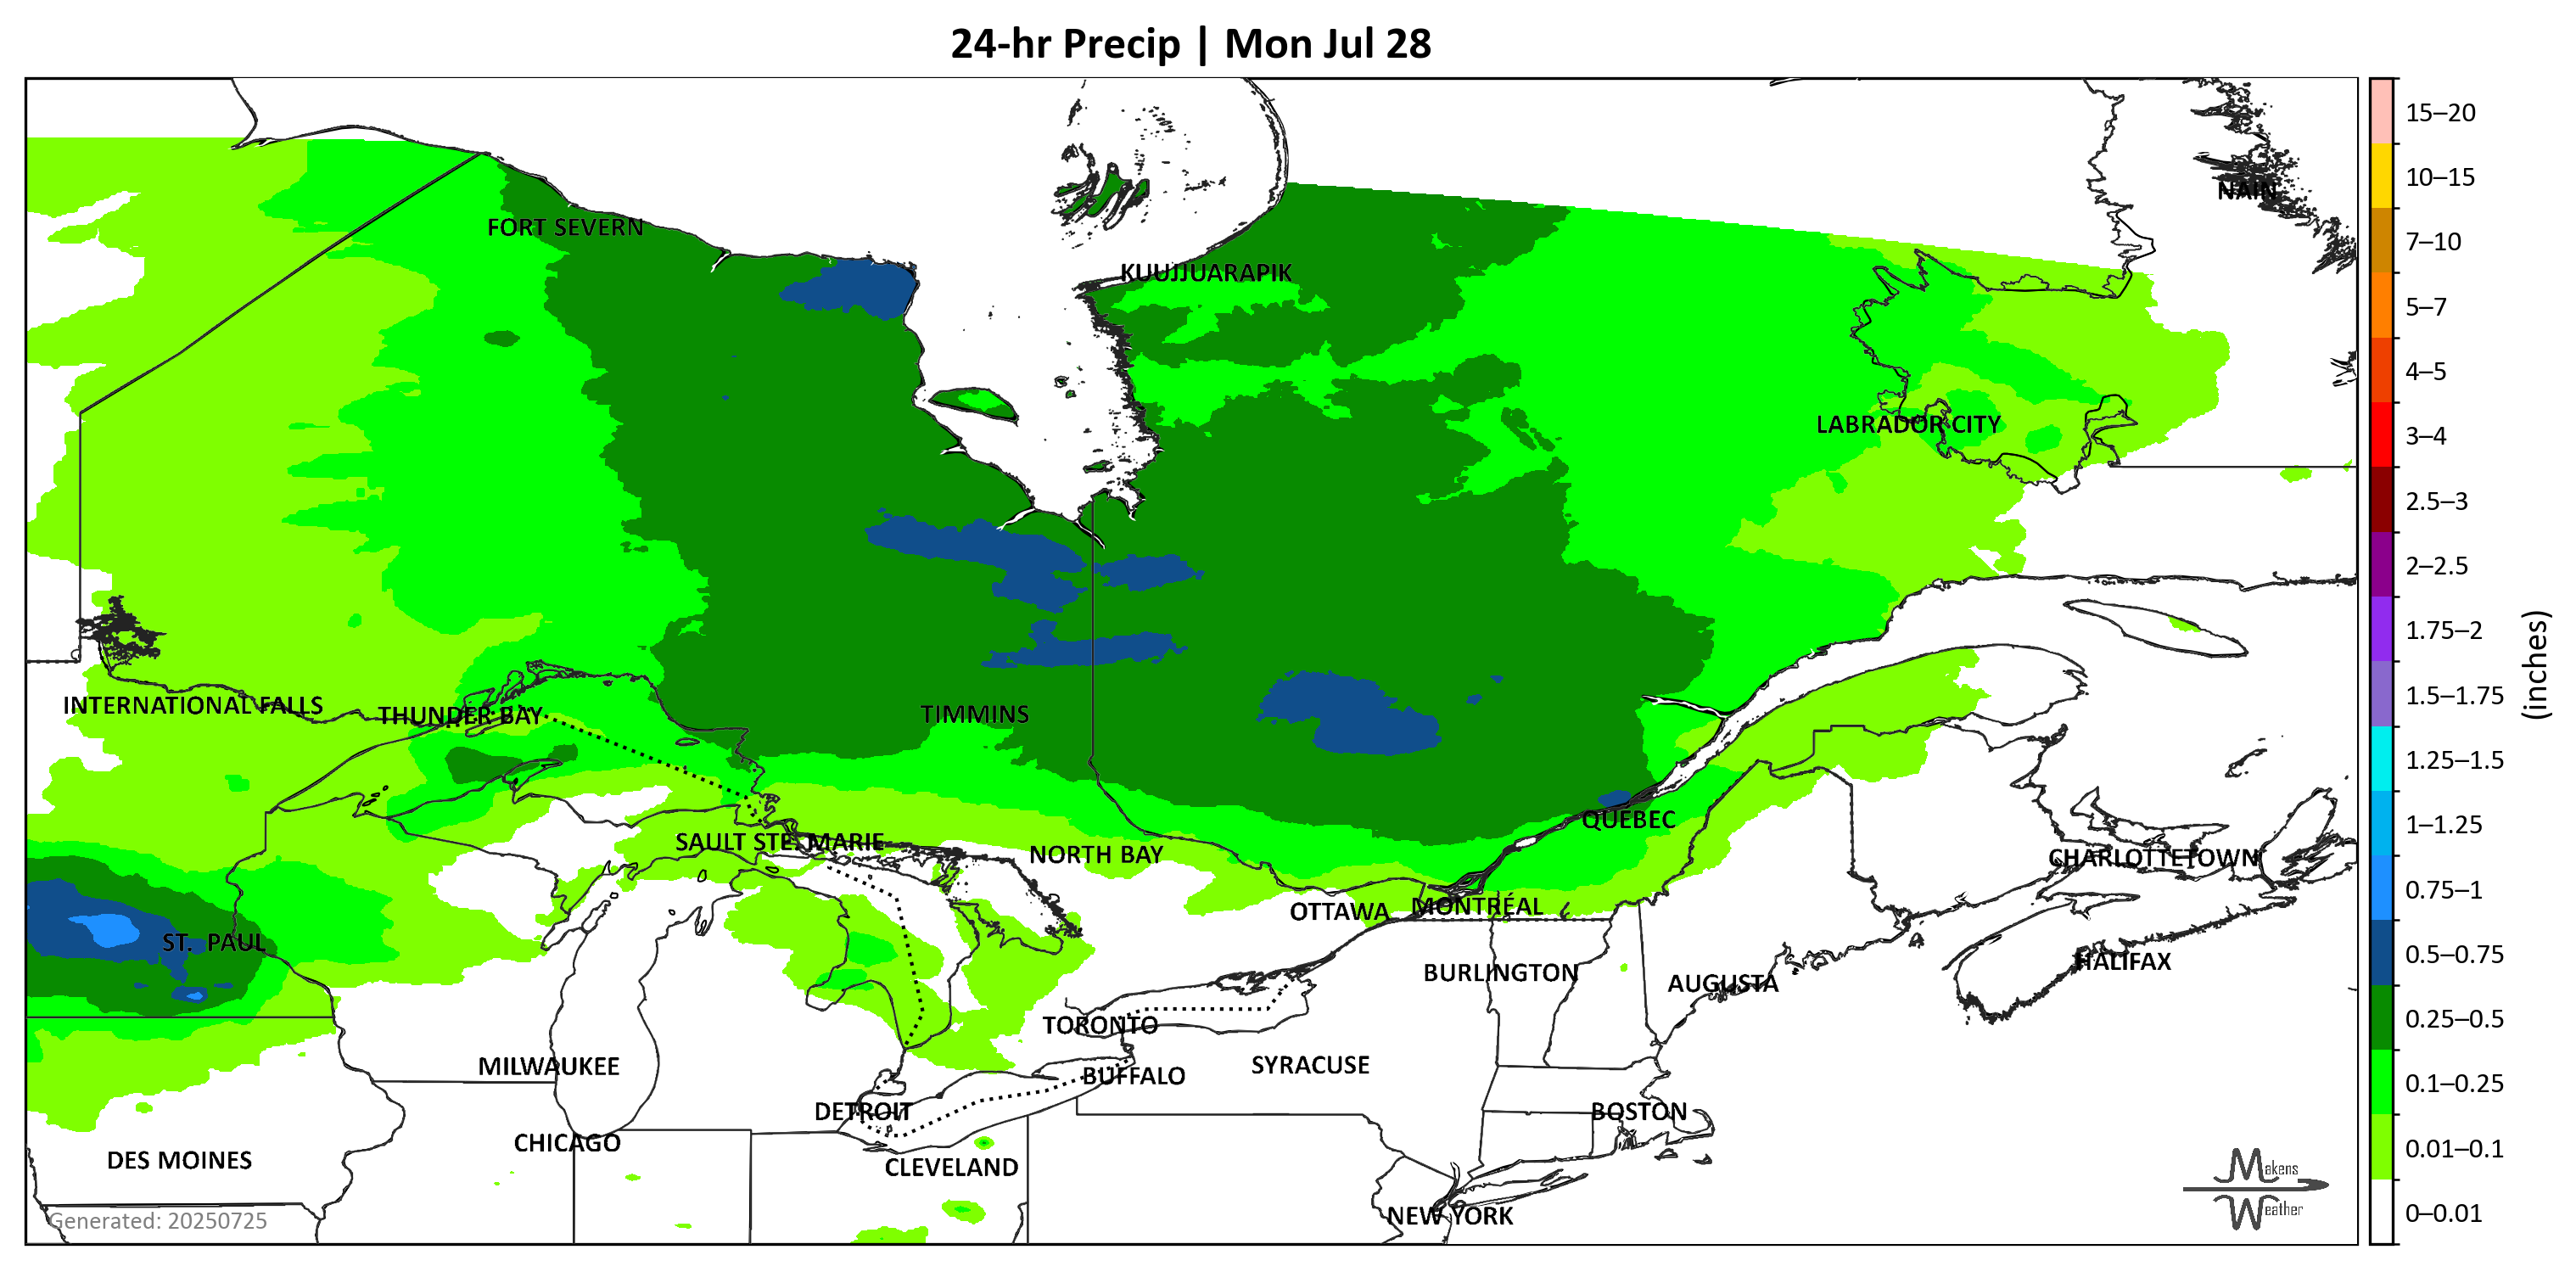 24-hr Precip | Mon Jul 28
NAIN
FORT SEVERN
KUUJJUARAPIK
LABRADOR CITY
INTERNATIONAL FALLS
THUNDER BAY
TIMMINS
QUEBEC
SAULT STE. MARIE
NORTH BAY
CHARLOTTETOWN
OTTAWA
MONTRÉAL
ST. PAUL
HALIFAX
BURLINGTON
AUGUSTA
TORONTO
MILWAUKEE
SYRACUSE
BUFFALO
DETROIT
BOSTON
CHICAGO
DES MOINES
CLEVELAND
NEW YORK
Generated: 20250725
Makens
Weather
15–20
10–15
7–10
5–7
4–5
3–4
2.5–3
2–2.5
1.75–2
1.5–1.75
1.25–1.5
1–1.25
0.75–1
0.5–0.75
0.25–0.5
0.1–0.25
0.01–0.1
0–0.01
(inches)